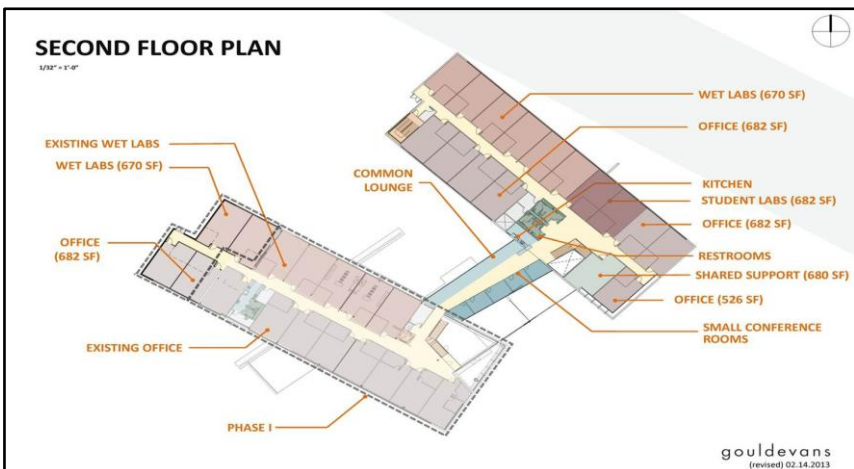 SECOND FLOOR PLAN
1/32" = 1'-0"
WET LABS (670 SF)
OFFICE (682 SF)
EXISTING WET LABS
WET LABS (670 SF)
COMMON
LOUNGE
KITCHEN
STUDENT LABS (682 SF)
OFFICE (682 SF)
OFFICE
(682 SF)
RESTROOMS
SHARED SUPPORT (680 SF)
OFFICE (526 SF)
SMALL CONFERENCE
ROOMS
EXISTING OFFICE
PHASE I
gouldevans
(revised) 02.14.2013